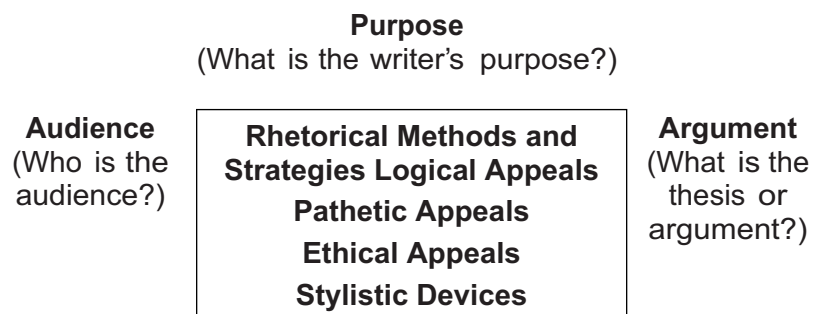 Purpose
(What is the writer's purpose?)
Audience
(Who is the
audience?)
Rhetorical Methods and
Strategies Logical Appeals
Pathetic Appeals
Ethical Appeals
Stylistic Devices
Argument
(What is the
thesis or
argument?)